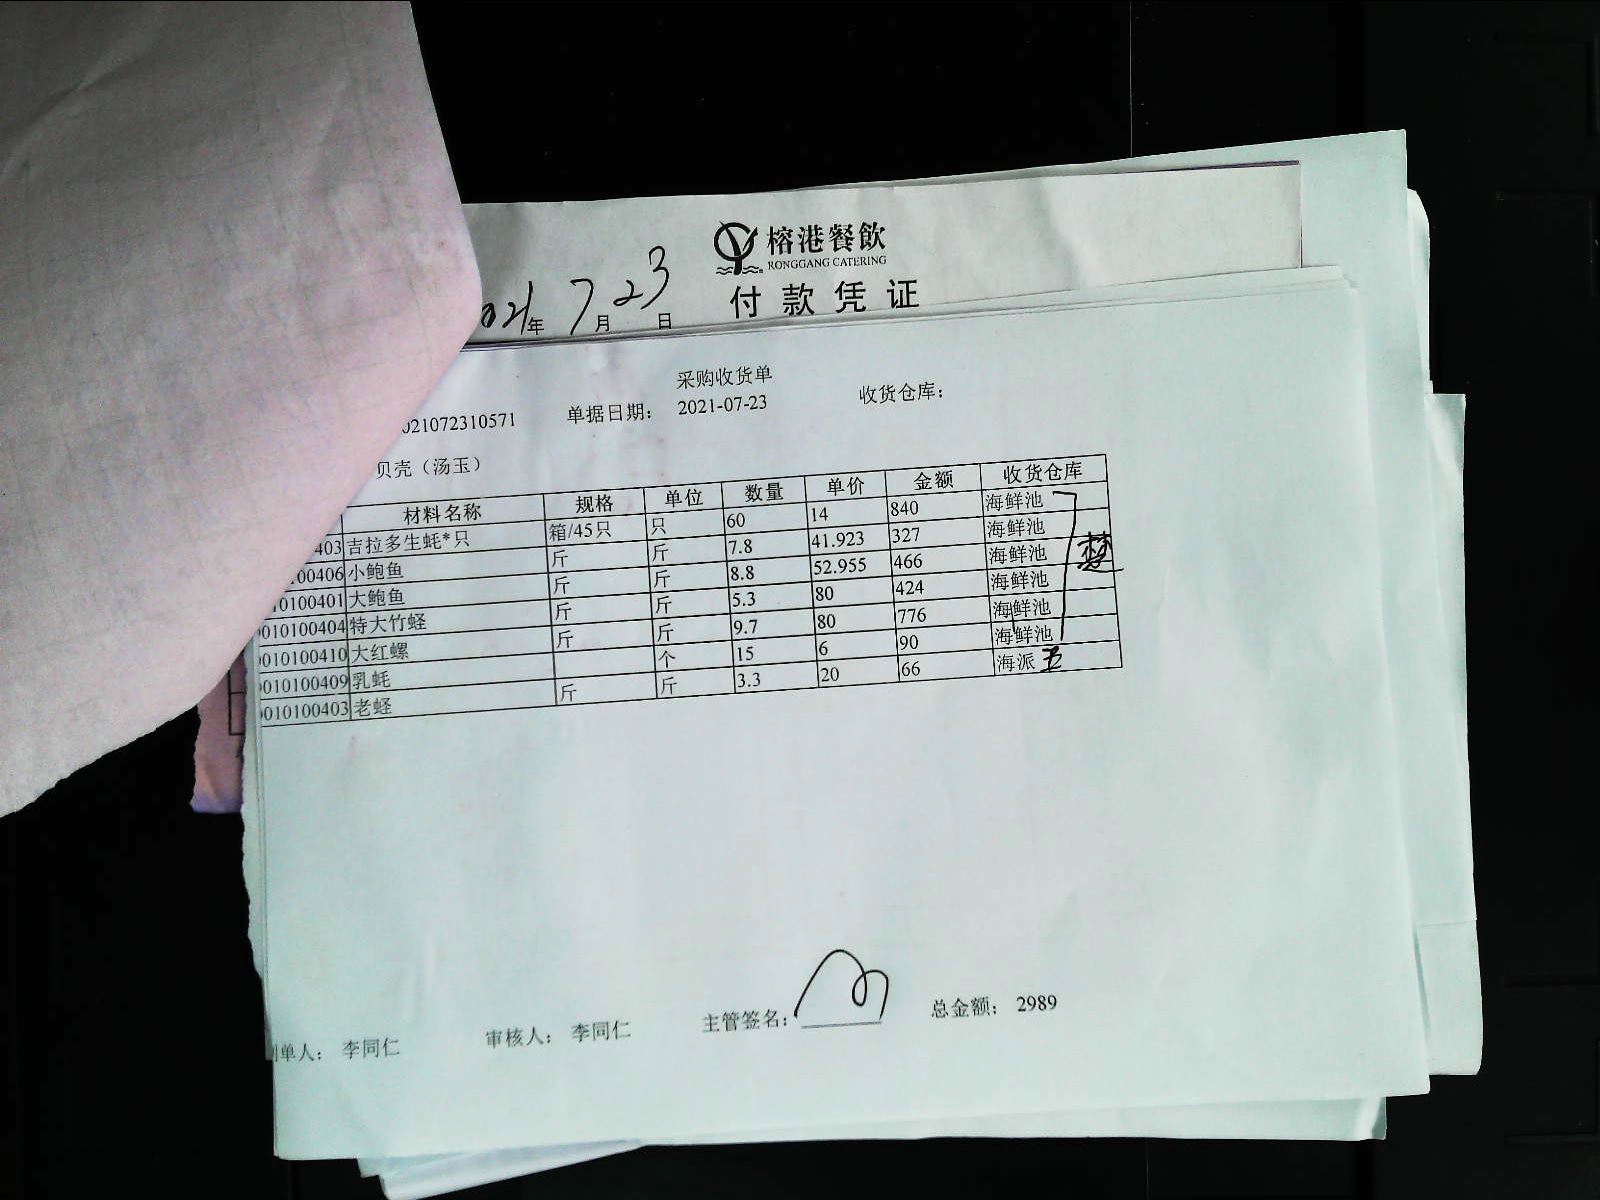 榕港餐飲
RONGGANG CATERING
付款凭证
021年7月23日
采购收货单
021072310571 单据日期： 2021-07-23 收货仓库：
贝壳（汤玉）
材料名称 规格 单位 数量 单价 金额 收货仓库
403 吉拉多生蚝*只 箱/45只 只 60 14 840 海鲜池
100406 小鲍鱼 斤 斤 7.8 41.923 327 海鲜池
010100401 大鲍鱼 斤 斤 8.8 52.955 466 海鲜池
0010100404 特大竹蛏 斤 斤 5.3 80 424 海鲜池
0010100410 大红螺 斤 斤 9.7 80 776 海鲜池
0010100409 乳蚝 个 15 6 90 海鲜池
0010100403 老蛏 斤 斤 3.3 20 66 海派
单人： 李同仁 审核人： 李同仁 主管签名： 总金额： 2989